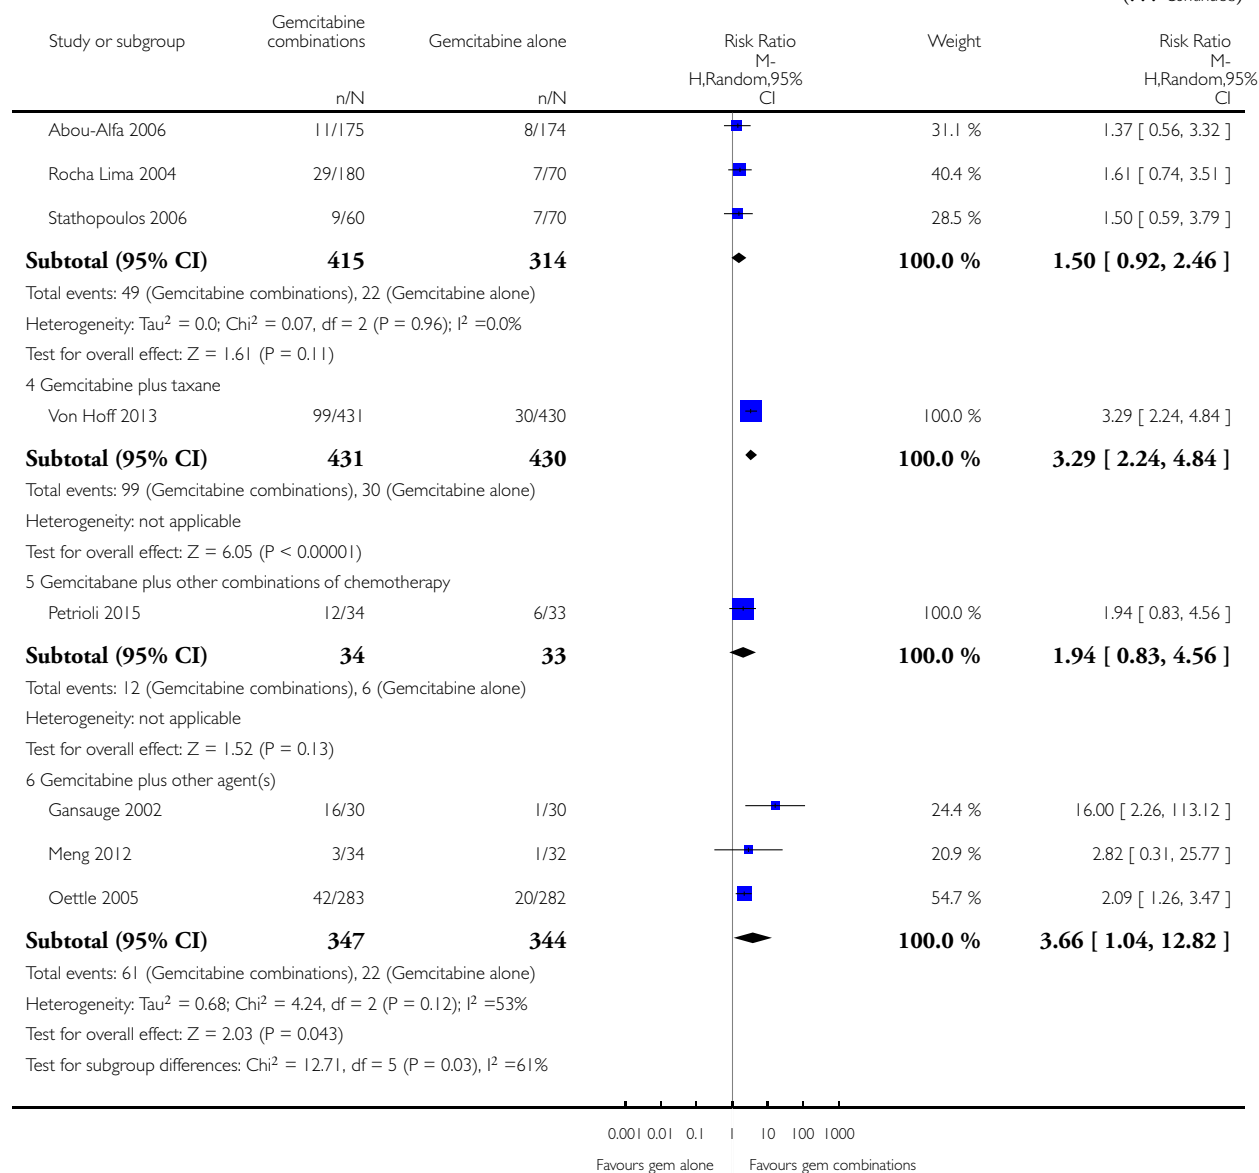 Continued)
Study or subgroup Gemcitabine combinations Gemcitabine alone Risk Ratio Weight Risk Ratio
M-H,Random,95% CI M-H,Random,95% CI
n/N n/N
Abou-Alfa 2006 11/175 8/174 31.1 % 1.37 [ 0.56, 3.32 ]
Rocha Lima 2004 29/180 7/70 40.4 % 1.61 [ 0.74, 3.51 ]
Stathopoulos 2006 9/60 7/70 28.5 % 1.50 [ 0.59, 3.79 ]
Subtotal (95% CI) 415 314 100.0 % 1.50 [ 0.92, 2.46 ]
Total events: 49 (Gemcitabine combinations), 22 (Gemcitabine alone)
Heterogeneity: Tau² = 0.0; Chi² = 0.07, df = 2 (P = 0.96); I² =0.0%
Test for overall effect: Z = 1.61 (P = 0.11)
4 Gemcitabine plus taxane
Von Hoff 2013 99/431 30/430 100.0 % 3.29 [ 2.24, 4.84 ]
Subtotal (95% CI) 431 430 100.0 % 3.29 [ 2.24, 4.84 ]
Total events: 99 (Gemcitabine combinations), 30 (Gemcitabine alone)
Heterogeneity: not applicable
Test for overall effect: Z = 6.05 (P < 0.00001)
5 Gemcitabane plus other combinations of chemotherapy
Petrioli 2015 12/34 6/33 100.0 % 1.94 [ 0.83, 4.56 ]
Subtotal (95% CI) 34 33 100.0 % 1.94 [ 0.83, 4.56 ]
Total events: 12 (Gemcitabine combinations), 6 (Gemcitabine alone)
Heterogeneity: not applicable
Test for overall effect: Z = 1.52 (P = 0.13)
6 Gemcitabine plus other agent(s)
Gansauge 2002 16/30 1/30 24.4 % 16.00 [ 2.26, 113.12 ]
Meng 2012 3/34 1/32 20.9 % 2.82 [ 0.31, 25.77 ]
Oettle 2005 42/283 20/282 54.7 % 2.09 [ 1.26, 3.47 ]
Subtotal (95% CI) 347 344 100.0 % 3.66 [ 1.04, 12.82 ]
Total events: 61 (Gemcitabine combinations), 22 (Gemcitabine alone)
Heterogeneity: Tau² = 0.68; Chi² = 4.24, df = 2 (P = 0.12); I² =53%
Test for overall effect: Z = 2.03 (P = 0.043)
Test for subgroup differences: Chi² = 12.71, df = 5 (P = 0.03), I² =61%
0.001 0.01 0.1 1 10 100 1000
Favours gem alone Favours gem combinations